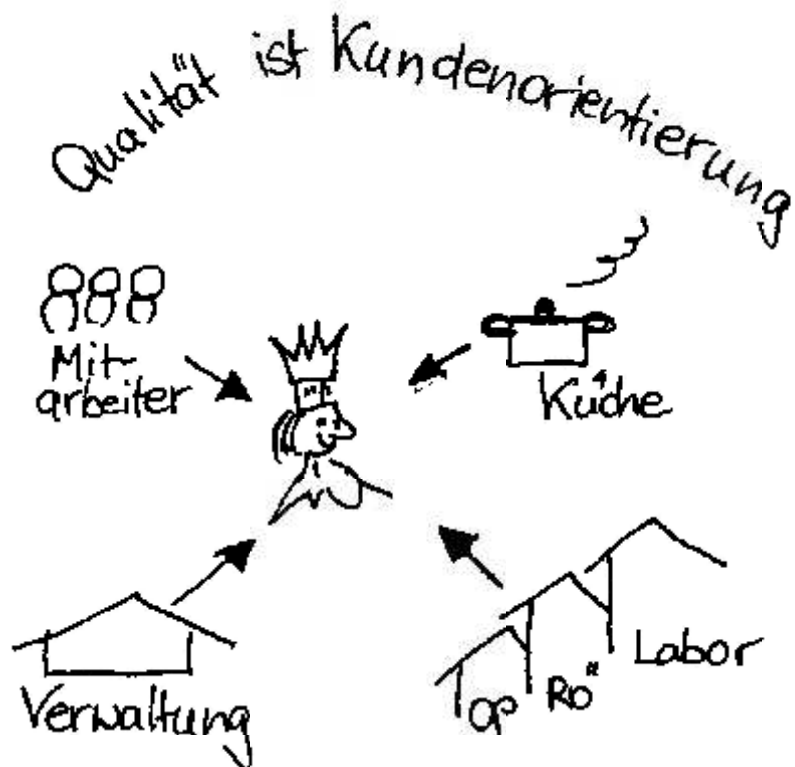 Qualität ist Kundenorientierung
Mit-
arbeiter
Küche
Verwaltung
OP
Rö
Labor